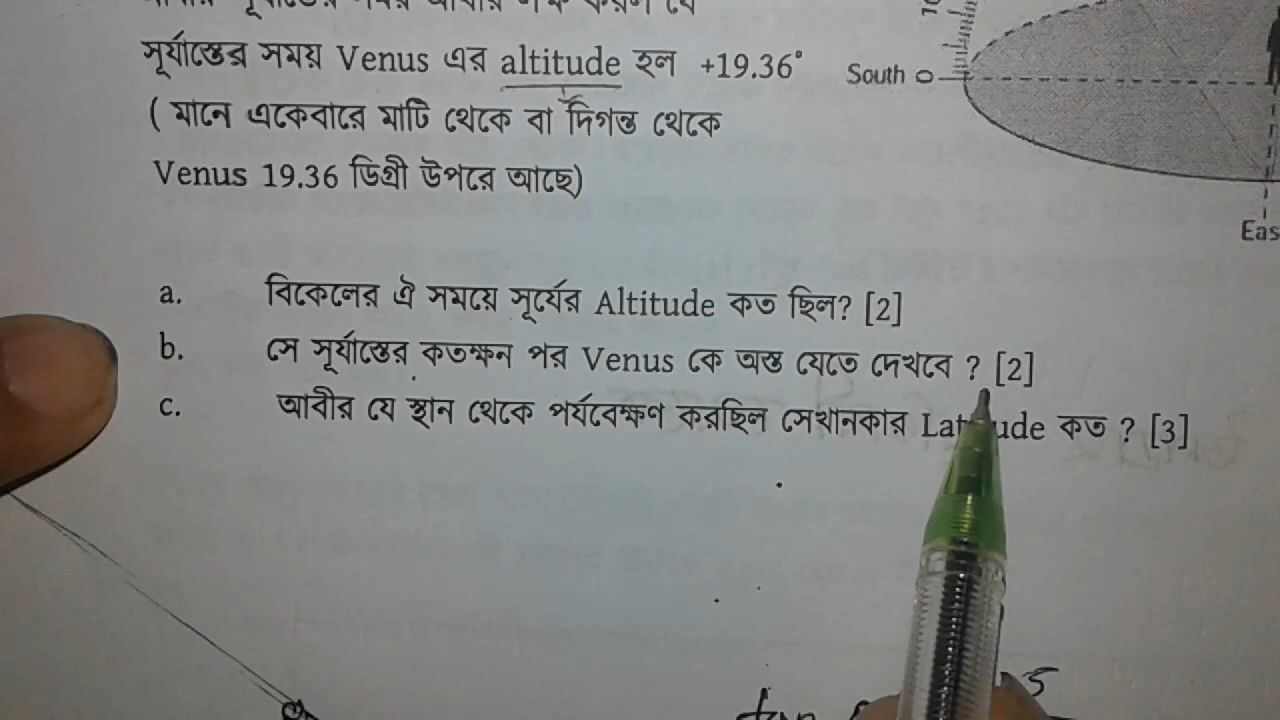 সূর্যাস্তের সময় Venus এর altitude হল +19.36°
( মানে একেবারে মাটি থেকে বা দিগন্ত থেকে
Venus 19.36 ডিগ্রী উপরে আছে)
South
Eas
a. বিকেলের ঐ সময়ে সূর্যের Altitude কত ছিল? [2]
b. সে সূর্যাস্তের কতক্ষন পর Venus কে অস্ত যেতে দেখবে ? [2]
c. আবীর যে স্থান থেকে পর্যবেক্ষণ করছিল সেখানকার কত ? [3]